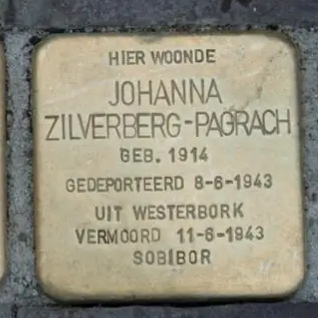 HIER WOONDE
JOHANNA
ZILVERBERG-PAGRACH
GEB. 1914
GEDEPORTEERD 8-6-1943
UIT WESTERBORK
VERMOORD 11-6-1943
SOBIBOR